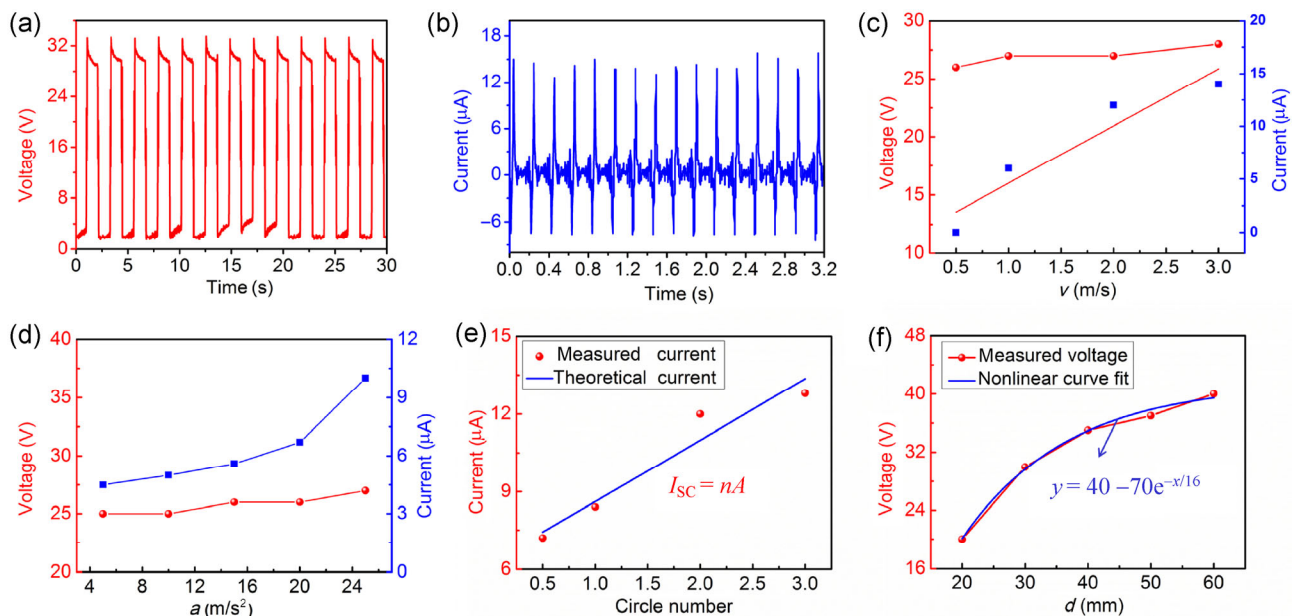 (a)
Voltage (V)
32
24
16
8
0
0 5 10 15 20 25 30
Time (s)
(b)
Current (μA)
18
12
6
0
−6
0.0 0.4 0.8 1.2 1.6 2.0 2.4 2.8 3.2
Time (s)
(c)
Voltage (V)
30
25
20
15
10
0.5 1.0 1.5 2.0 2.5 3.0
v (m/s)
20
15
10
5
0
Current (μA)
(d)
Voltage (V)
40
35
30
25
20
4 8 12 16 20 24
a (m/s²)
12
9
6
3
0
Current (μA)
(e)
Current (μA)
15
12
9
6
Measured current
Theoretical current
I_SC = nA
0.5 1.0 1.5 2.0 2.5 3.0
Circle number
(f)
Voltage (V)
48
40
32
24
16
Measured voltage
Nonlinear curve fit
y = 40 –70e^–x/16
20 30 40 50 60
d (mm)